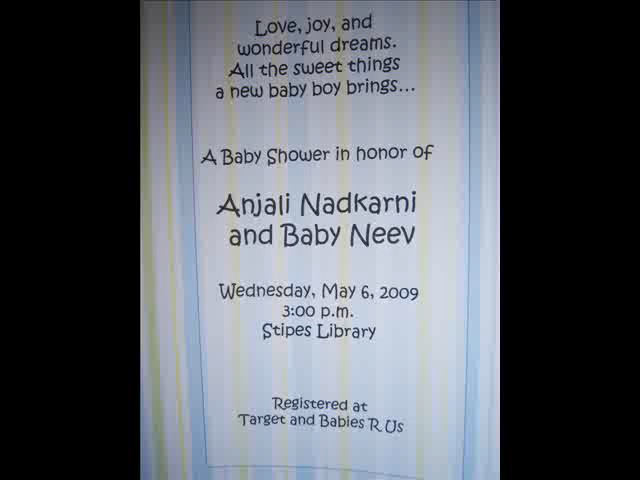 Love, joy, and
wonderful dreams.
All the sweet things
a new baby boy brings...
A Baby Shower in honor of
Anjali Nadkarni
and Baby Neev
Wednesday, May 6, 2009
3:00 p.m.
Stipes Library
Registered at
Target and Babies R Us